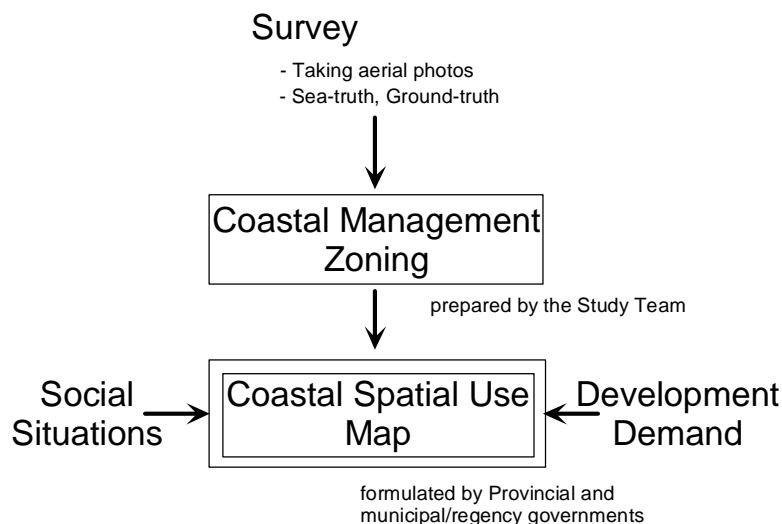 Survey
- Taking aerial photos
- Sea-truth, Ground-truth
Coastal Management
Zoning
prepared by the Study Team
Social
Situations
Coastal Spatial Use
Map
Development
Demand
formulated by Provincial and
municipal/regency governments